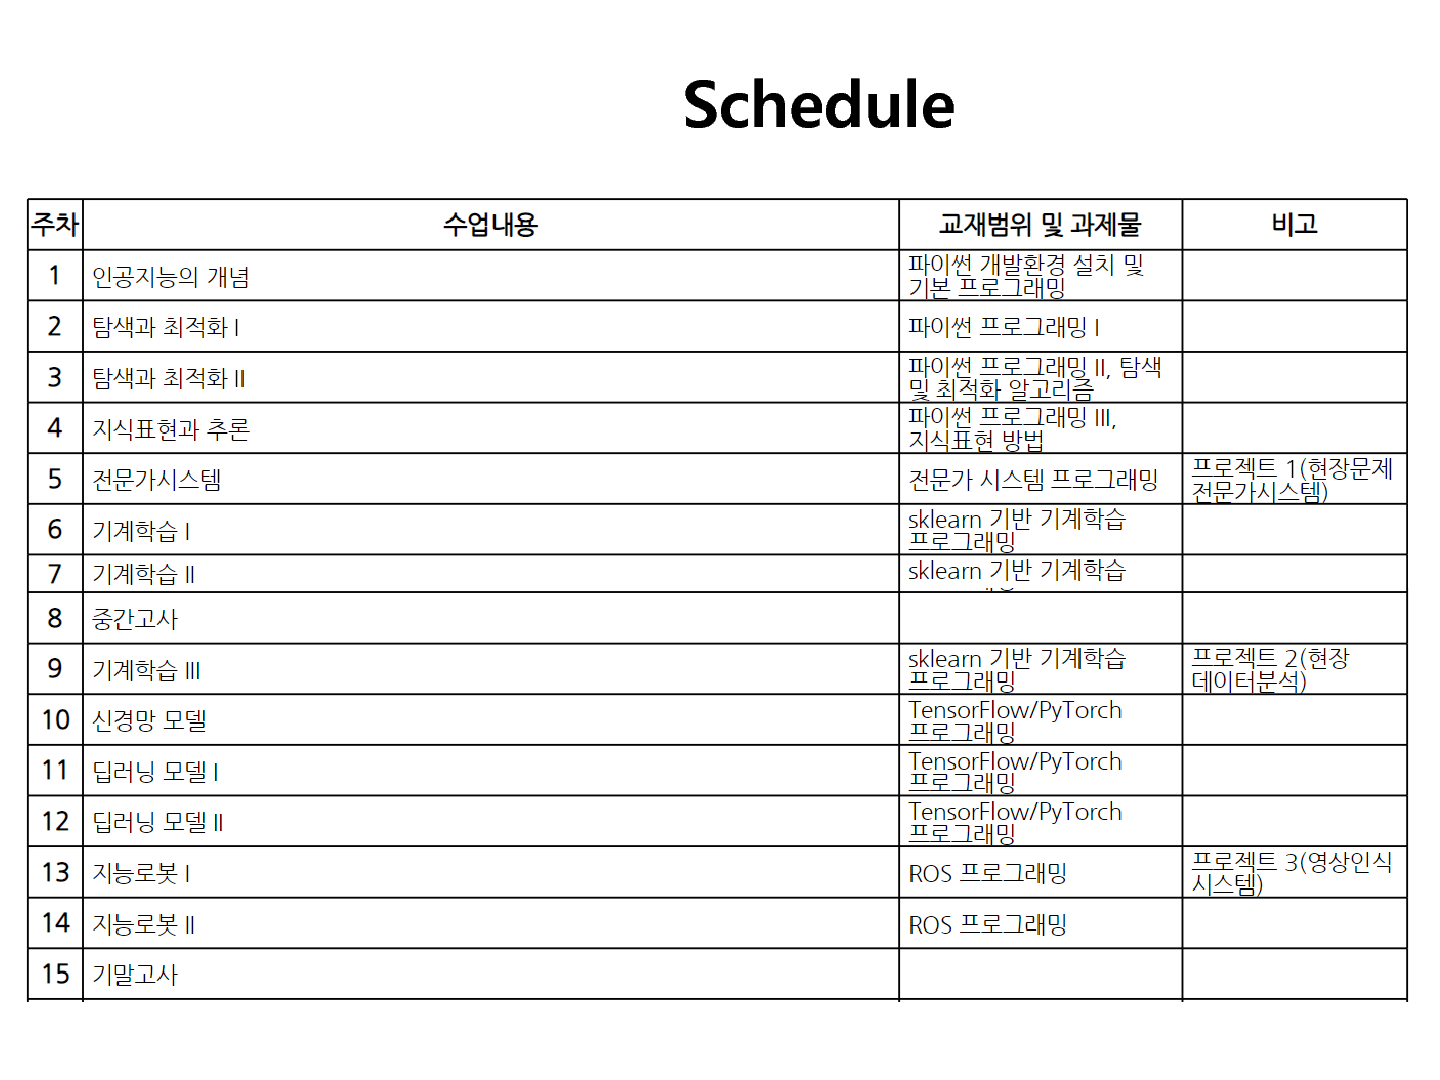 Schedule
주차 수업내용 교재범위 및 과제물 비고
1 인공지능의 개념 파이썬 개발환경 설치 및
기본 프로그래밍
2 탐색과 최적화 I 파이썬 프로그래밍 I
3 탐색과 최적화 II 파이썬 프로그래밍 II, 탐색
및 최적화 알고리즘
4 지식표현과 추론 파이썬 프로그래밍 III,
지식표현 방법
5 전문가시스템 전문가 시스템 프로그래밍 프로젝트 1(현장문제
전문가시스템)
6 기계학습 I sklearn 기반 기계학습
프로그래밍
7 기계학습 II sklearn 기반 기계학습
8 중간고사
9 기계학습 III sklearn 기반 기계학습 프로젝트 2(현장
프로그래밍 데이터분석)
10 신경망 모델 TensorFlow/PyTorch
프로그래밍
11 딥러닝 모델 I TensorFlow/PyTorch
프로그래밍
12 딥러닝 모델 II TensorFlow/PyTorch
프로그래밍
13 지능로봇 I ROS 프로그래밍 프로젝트 3(영상인식
시스템)
14 지능로봇 II ROS 프로그래밍
15 기말고사